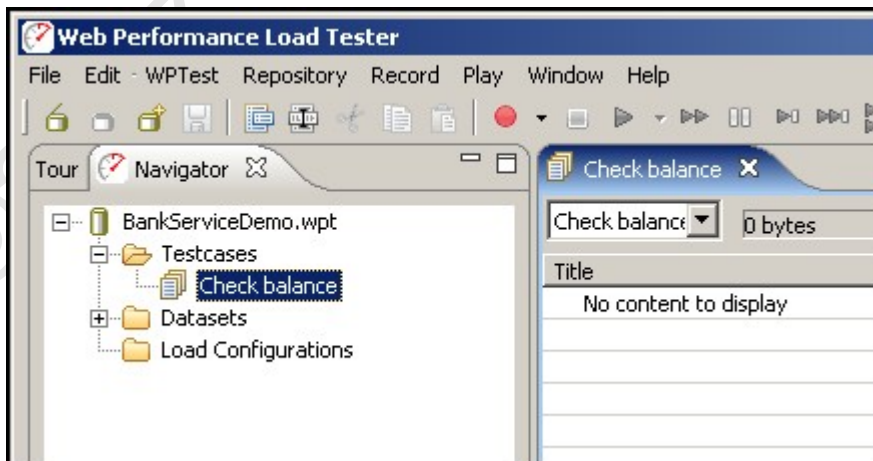 Web Performance Load Tester
File Edit WPTest Repository Record Play Window Help
Tour Navigator
Check balance
BankServiceDemo.wpt
Testcases
Check balance
Datasets
Load Configurations
Check balance 0 bytes
Title
No content to display